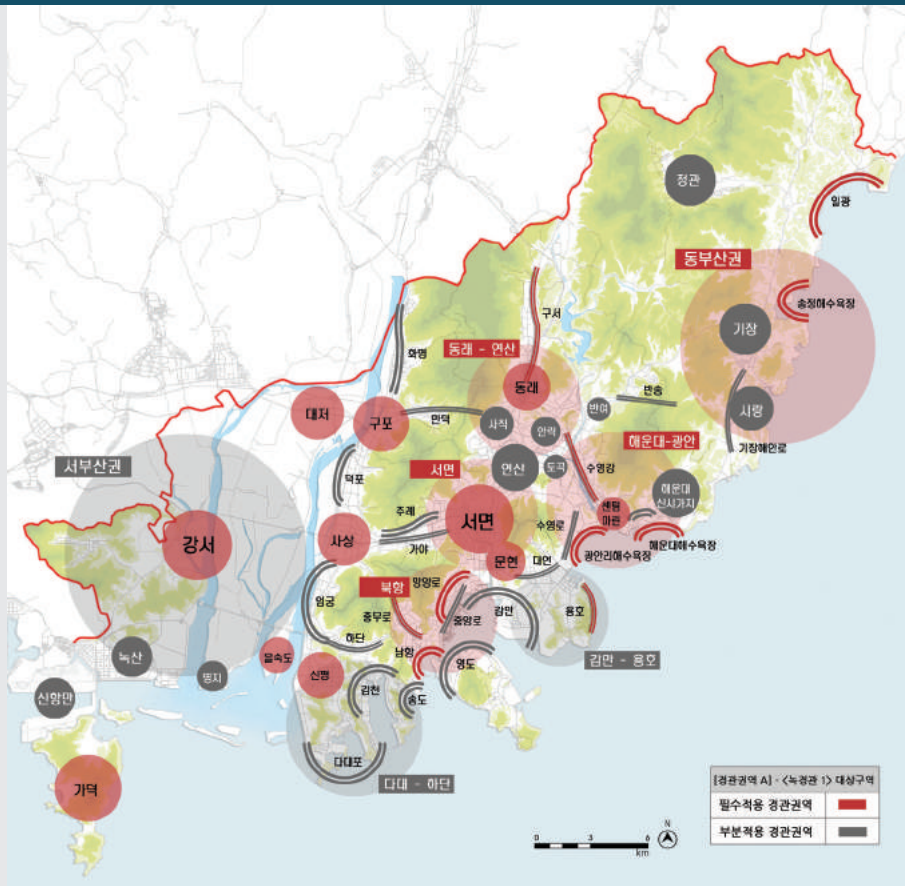 정관
일광
동부산권
송정해수욕장
구서
기장
화명
동래 - 연산
동래
대저
구포
만덕
사직
반여
반송
시랑
안락
해운대-광안
기장해안로
서부산권
서면
연산
토곡
수영강
덕포
해운대
신시가지
주례
서면
센텀
마린
강서
사상
가야
수영로
해운대해수욕장
문현
대연
광안리해수욕장
엄궁
북항
망양로
충무로
중앙로
감만
용호
하단
남항
녹산
을숙도
영도
감만 - 용호
명지
신평
감천
송도
신항만
다대포
다대 - 하단
가덕
[경관권역 A] - <녹경관 1> 대상구역
필수적용 경관권역
부분적용 경관권역
0 3 6
km
N